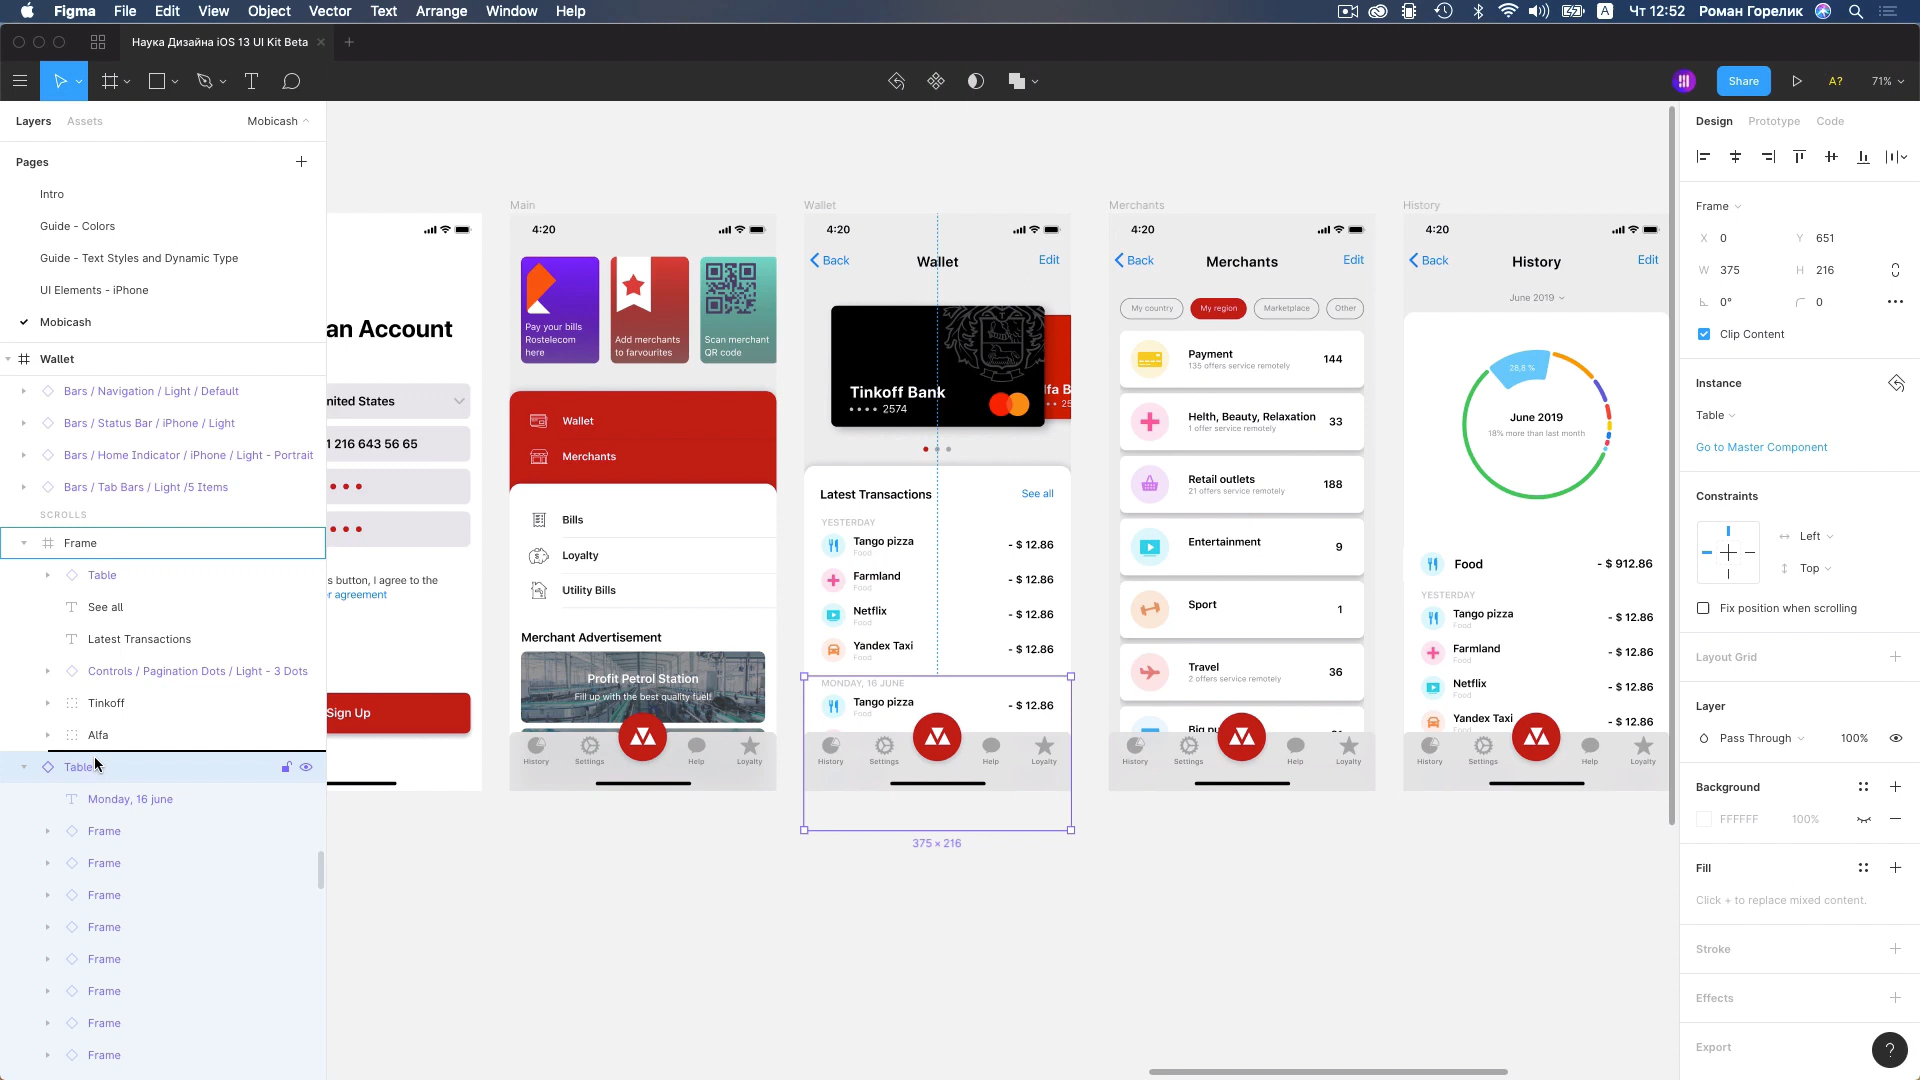 Figma File Edit View Object Vector Text Arrange Window Help
Чт 12:52 Роман Горелик
Наука Дизайна iOS 13 UI Kit Beta
Share
A?
71%
Layers Assets Mobicash
Pages
Intro
Guide - Colors
Guide - Text Styles and Dynamic Type
UI Elements - iPhone
Mobicash
Wallet
Bars / Navigation / Light / Default
Bars / Status Bar / iPhone / Light
Bars / Home Indicator / iPhone / Light - Portrait
Bars / Tab Bars / Light /5 Items
SCROLLS
Frame
Table
See all
Latest Transactions
Controls / Pagination Dots / Light - 3 Dots
Tinkoff
Alfa
Table
Monday, 16 june
Frame
Frame
Frame
Frame
Frame
Frame
Frame
Frame
an Account
nited States
1 216 643 56 65
s button, I agree to the
r agreement
Sign Up
Main
4:20
Pay your bills
Rostelecom
here
Add merchants
to farvourites
Scan merchant
QR code
Wallet
Merchants
Bills
Loyalty
Utility Bills
Merchant Advertisement
Profit Petrol Station
Fill up with the best quality fuel!
History Settings Help Loyalty
Wallet
4:20
Back Wallet Edit
Tinkoff Bank
2574
lfa B
25
Latest Transactions See all
YESTERDAY
Tango pizza - $ 12.86
Food
Farmland - $ 12.86
Food
Netflix - $ 12.86
Food
Yandex Taxi - $ 12.86
Food
MONDAY, 16 JUNE
Tango pizza - $ 12.86
Food
History Settings Help Loyalty
375 × 216
Merchants
4:20
Back Merchants Edit
My country My region Marketplace Other
Payment 144
135 offers service remotely
Helth, Beauty, Relaxation 33
1 offer service remotely
Retail outlets 188
21 offers service remotely
Entertainment 9
Sport 1
Travel 36
2 offers service remotely
History Settings Help Loyalty
History
4:20
Back History Edit
June 2019
28,8 %
June 2019
18% more than last month
Food - $ 912.86
YESTERDAY
Tango pizza - $ 12.86
Food
Farmland - $ 12.86
Food
Netflix - $ 12.86
Food
Yandex Taxi - $ 12.86
Food
History Settings Help Loyalty
Design Prototype Code
Frame
X 0 Y 651
W 375 H 216
0° 0
Clip Content
Instance
Table
Go to Master Component
Constraints
Left
Top
Fix position when scrolling
Layout Grid
Layer
Pass Through 100%
Background
FFFFFF 100%
Fill
Click + to replace mixed content.
Stroke
Effects
Export
?